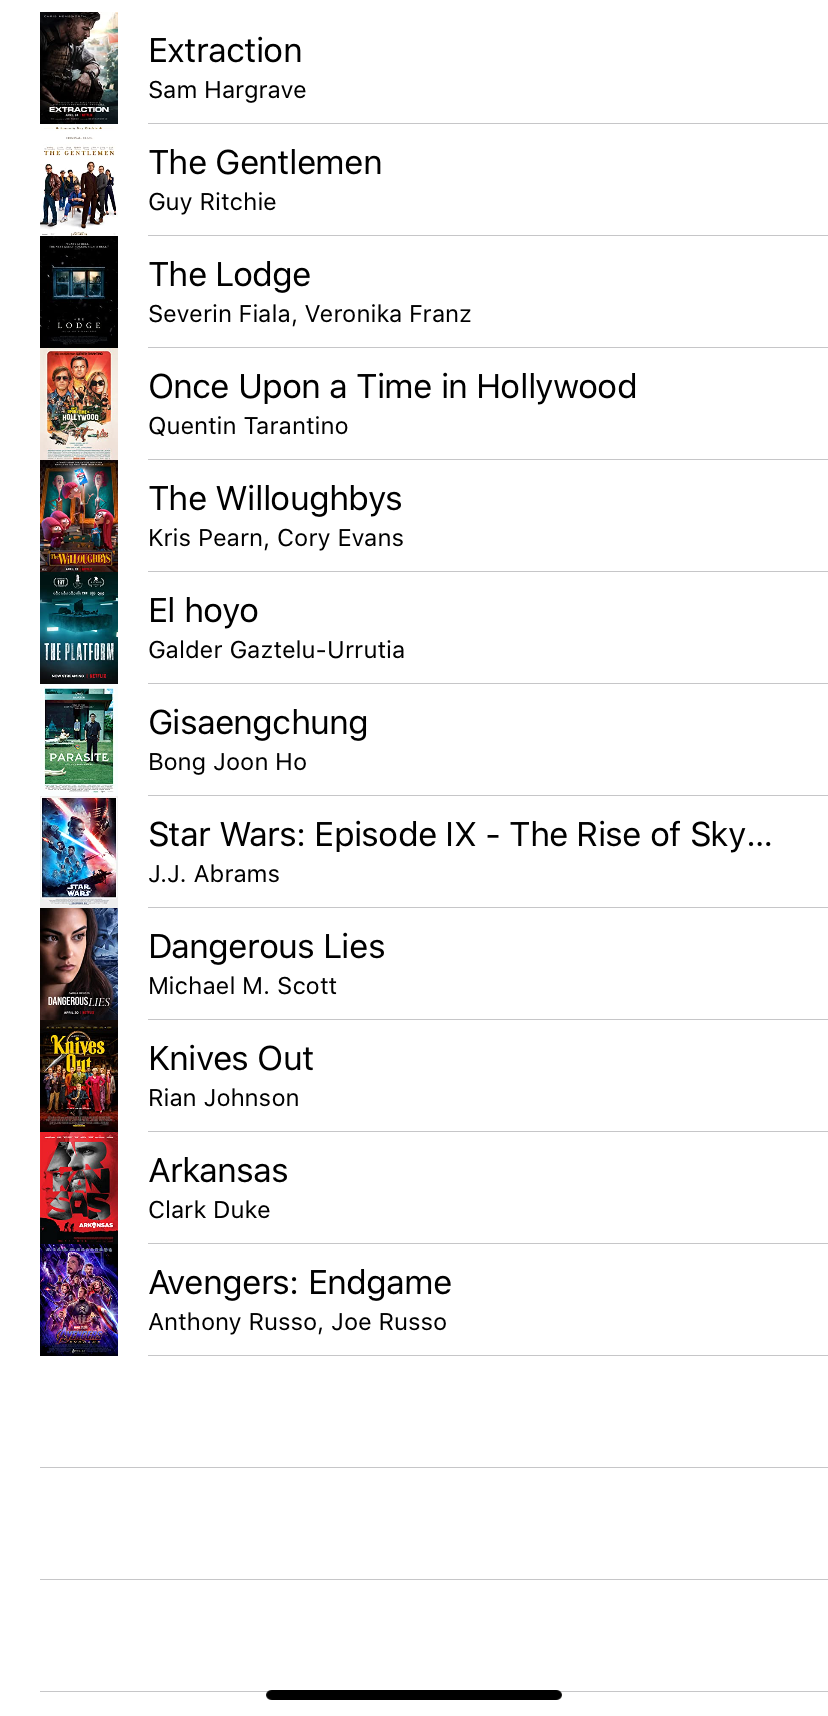 EXTRACTION
Extraction
Sam Hargrave
THE GENTLEMEN
The Gentlemen
Guy Ritchie
LODGE
The Lodge
Severin Fiala, Veronika Franz
HOLLYWOOD
Once Upon a Time in Hollywood
Quentin Tarantino
The WILLOUGHBYS
The Willoughbys
Kris Pearn, Cory Evans
THE PLATFORM
El hoyo
Galder Gaztelu-Urrutia
PARASITE
Gisaengchung
Bong Joon Ho
STAR
WARS
Star Wars: Episode IX - The Rise of Sky...
J.J. Abrams
DANGEROUS LIES
Dangerous Lies
Michael M. Scott
Knives
Out
Knives Out
Rian Johnson
ARKANSAS
Arkansas
Clark Duke
Avengers: Endgame
Anthony Russo, Joe Russo